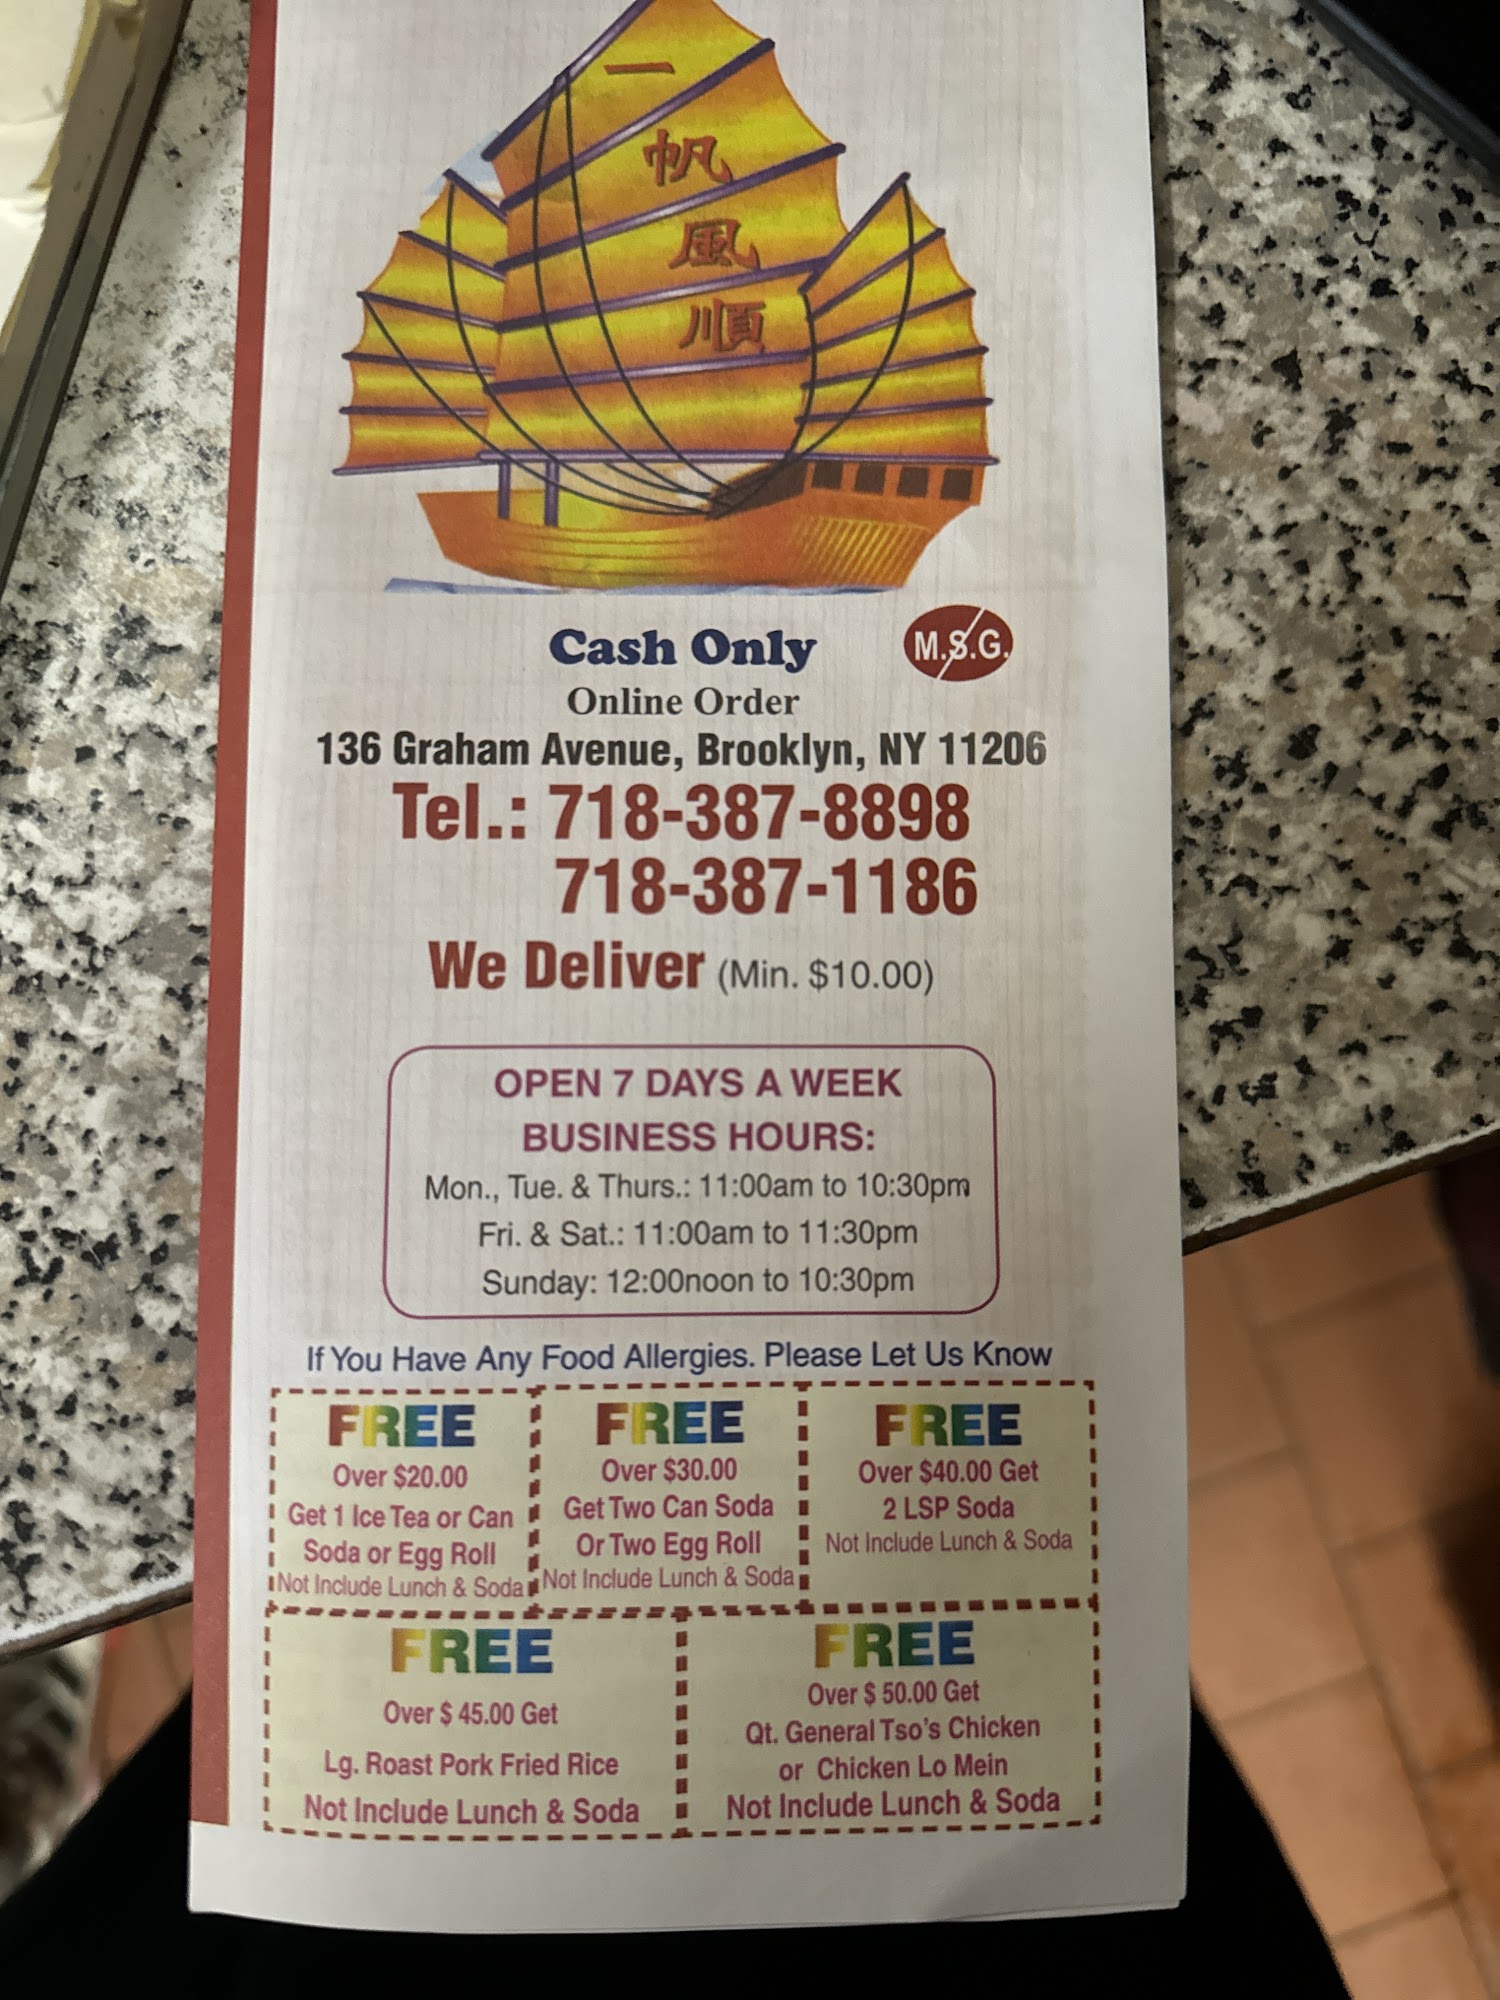 一
帆
風
順
Cash Only
M.S.G.
Online Order
136 Graham Avenue, Brooklyn, NY 11206
Tel.: 718-387-8898
718-387-1186
We Deliver (Min. $10.00)
OPEN 7 DAYS A WEEK
BUSINESS HOURS:
Mon., Tue. & Thurs.: 11:00am to 10:30pm
Fri. & Sat.: 11:00am to 11:30pm
Sunday: 12:00noon to 10:30pm
If You Have Any Food Allergies. Please Let Us Know
FREE
Over $20.00
Get 1 Ice Tea or Can
Soda or Egg Roll
Not Include Lunch & Soda
FREE
Over $30.00
Get Two Can Soda
Or Two Egg Roll
Not Include Lunch & Soda
FREE
Over $40.00 Get
2 LSP Soda
Not Include Lunch & Soda
FREE
Over $ 45.00 Get
Lg. Roast Pork Fried Rice
Not Include Lunch & Soda
FREE
Over $ 50.00 Get
Qt. General Tso's Chicken
or Chicken Lo Mein
Not Include Lunch & Soda